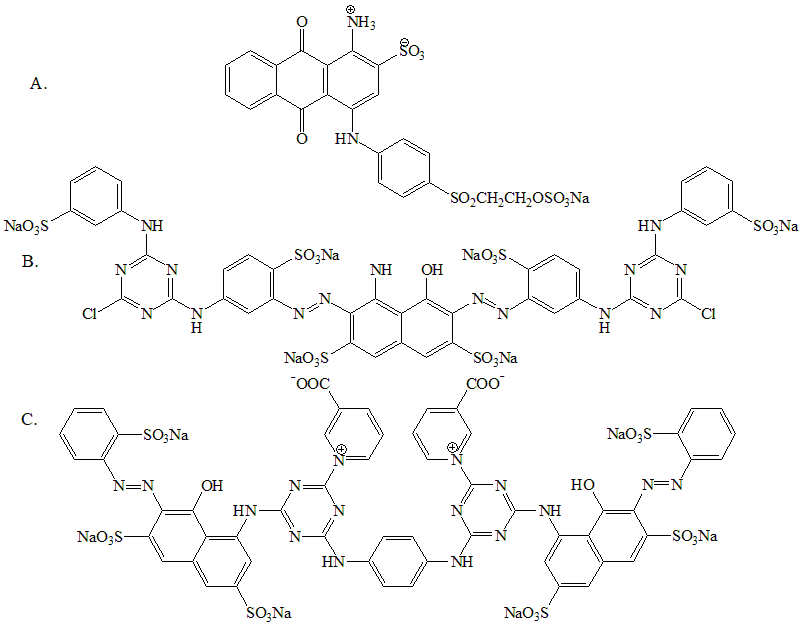 ⊕
O NH₃
⊖
SO₃
A.
O HN
SO₂CH₂CH₂OSO₃Na
NaO₃S NH HN SO₃Na
SO₃Na NaO₃S
B. N N NH OH N N
N N N N
Cl N N H N N H N Cl
NaO₃S SO₃Na
⁻OOC COO⁻
C. SO₃Na NaO₃S
⊕ ⊕
N N
N N OH N N HO N N
NaO₃S HN N N NH SO₃Na
N N
HN NH
SO₃Na NaO₃S